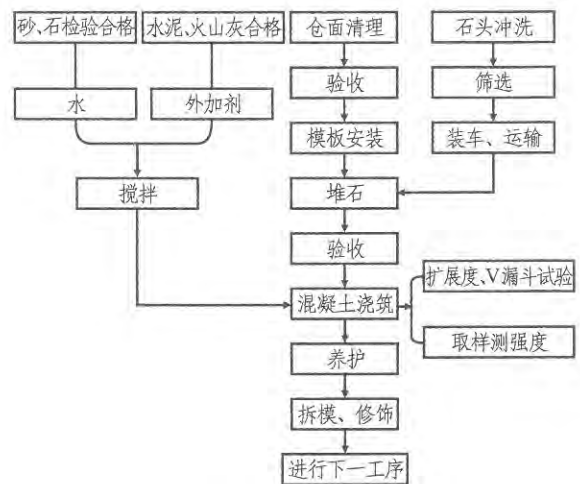 砂、石检验合格
水泥、火山灰合格
仓面清理
石头冲洗
水
外加剂
验收
筛选
模板安装
装车、运输
搅拌
堆石
验收
扩展度、V漏斗试验
混凝土浇筑
取样测强度
养护
拆模、修饰
进行下一工序